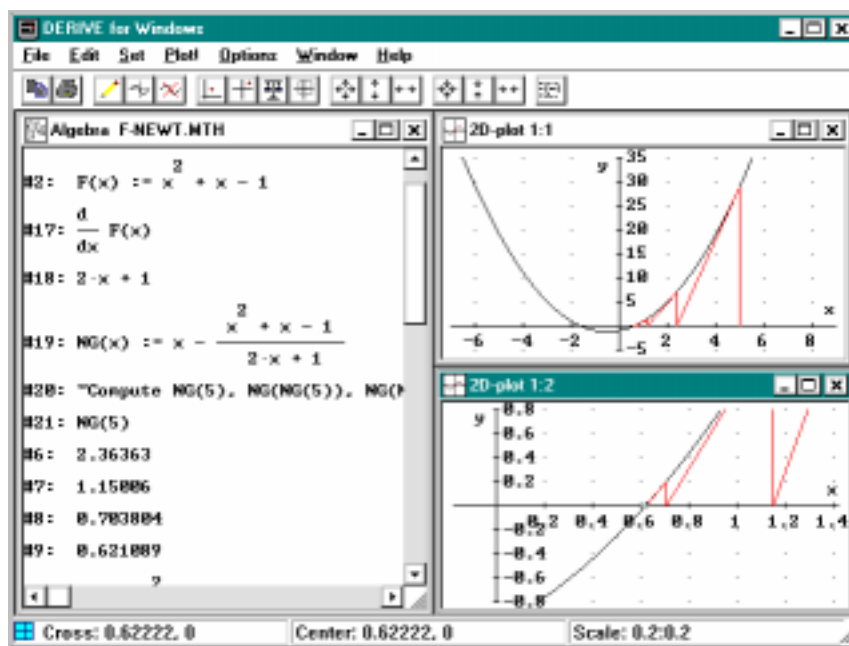 DERIVE for Windows
File Edit Set Plot! Options Window Help
Algebra F-NEWT.MTH
#2: F(x) := x² + x - 1
#17: d/dx F(x)
#18: 2·x + 1
#19: NG(x) := x - (x² + x - 1)/(2·x + 1)
#20: "Compute NG(5), NG(NG(5)), NG(N
#21: NG(5)
#6: 2.36363
#7: 1.15006
#8: 0.703804
#9: 0.621089
2
2D-plot 1:1
y
35
30
25
20
15
10
5
x
-6 -4 -2 2 4 6 8
-5
2D-plot 1:2
y
0.8
0.6
0.4
0.2
x
0.2 0.4 0.6 0.8 1 1.2 1.4
-0.2
-0.4
-0.6
-0.8
Cross: 0.62222, 0 Center: 0.62222, 0 Scale: 0.2:0.2